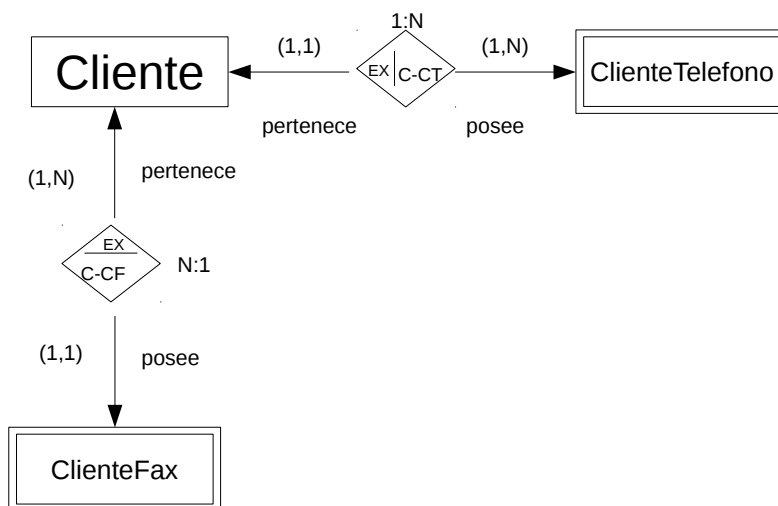 1:N
(1,1)
(1,N)
Cliente
EX
C-CT
ClienteTelefono
pertenece
posee
(1,N)
pertenece
EX
C-CF
N:1
(1,1)
posee
ClienteFax